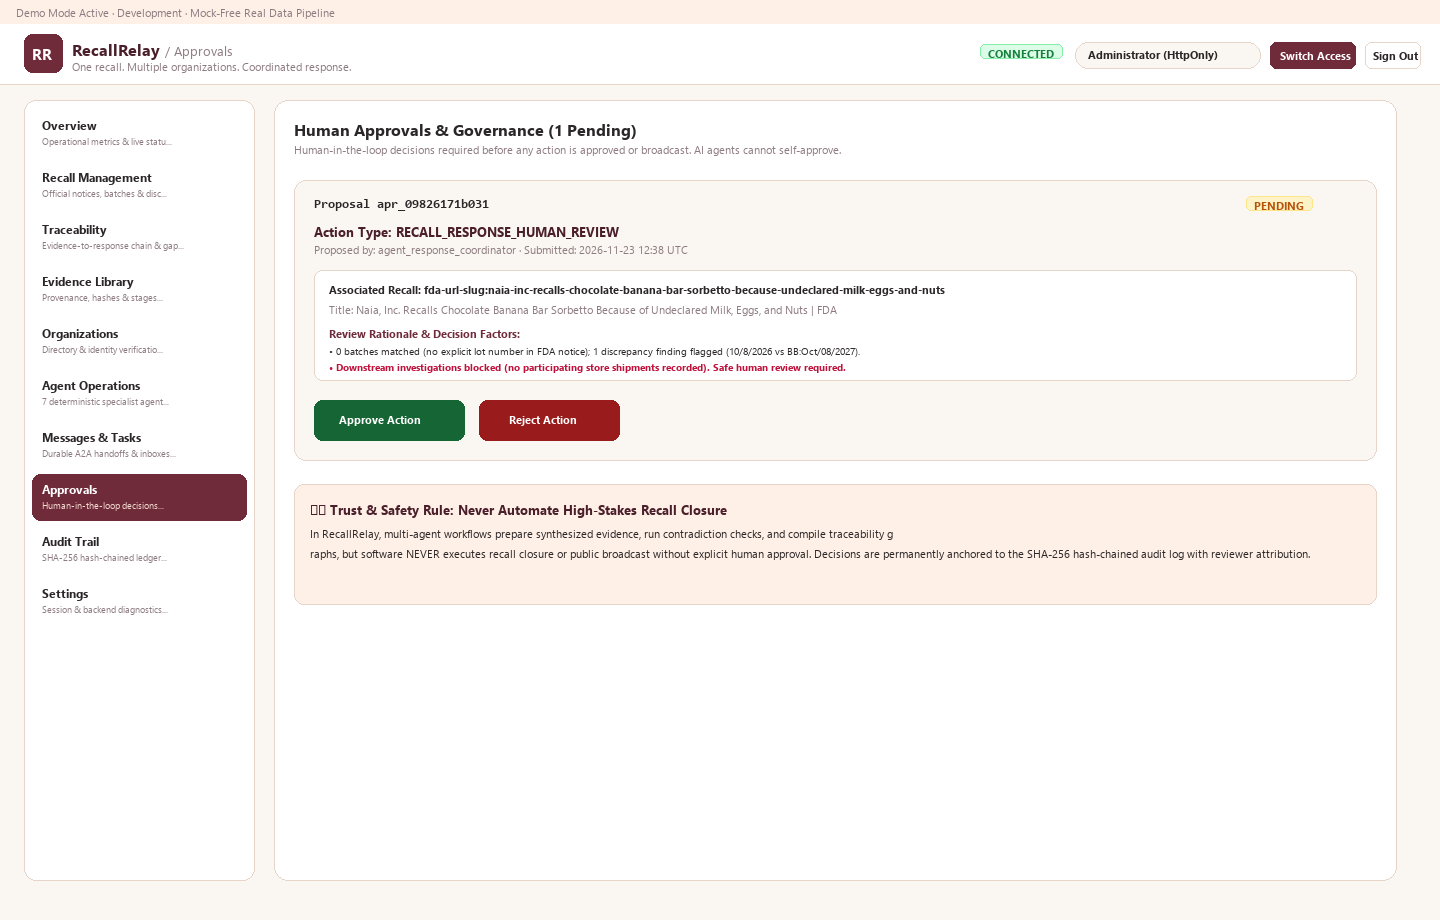 Demo Mode Active · Development · Mock-Free Real Data Pipeline
RR
RecallRelay / Approvals
One recall. Multiple organizations. Coordinated response.
CONNECTED
Administrator (HttpOnly)
Switch Access
Sign Out
Overview
Operational metrics & live statu...
Recall Management
Official notices, batches & disc...
Traceability
Evidence-to-response chain & gap...
Evidence Library
Provenance, hashes & stages...
Organizations
Directory & identity verificatio...
Agent Operations
7 deterministic specialist agent...
Messages & Tasks
Durable A2A handoffs & inboxes...
Approvals
Human-in-the-loop decisions...
Audit Trail
SHA-256 hash-chained ledger...
Settings
Session & backend diagnostics...
Human Approvals & Governance (1 Pending)
Human-in-the-loop decisions required before any action is approved or broadcast. AI agents cannot self-approve.
Proposal apr_09826171b031
PENDING
Action Type: RECALL_RESPONSE_HUMAN_REVIEW
Proposed by: agent_response_coordinator · Submitted: 2026-11-23 12:38 UTC
Associated Recall: fda-url-slug:naia-inc-recalls-chocolate-banana-bar-sorbetto-because-undeclared-milk-eggs-and-nuts
Title: Naia, Inc. Recalls Chocolate Banana Bar Sorbetto Because of Undeclared Milk, Eggs, and Nuts | FDA
Review Rationale & Decision Factors:
• 0 batches matched (no explicit lot number in FDA notice); 1 discrepancy finding flagged (10/8/2026 vs BB:Oct/08/2027).
• Downstream investigations blocked (no participating store shipments recorded). Safe human review required.
Approve Action
Reject Action
Trust & Safety Rule: Never Automate High-Stakes Recall Closure
In RecallRelay, multi-agent workflows prepare synthesized evidence, run contradiction checks, and compile traceability g
raphs, but software NEVER executes recall closure or public broadcast without explicit human approval. Decisions are permanently anchored to the SHA-256 hash-chained audit log with reviewer attribution.